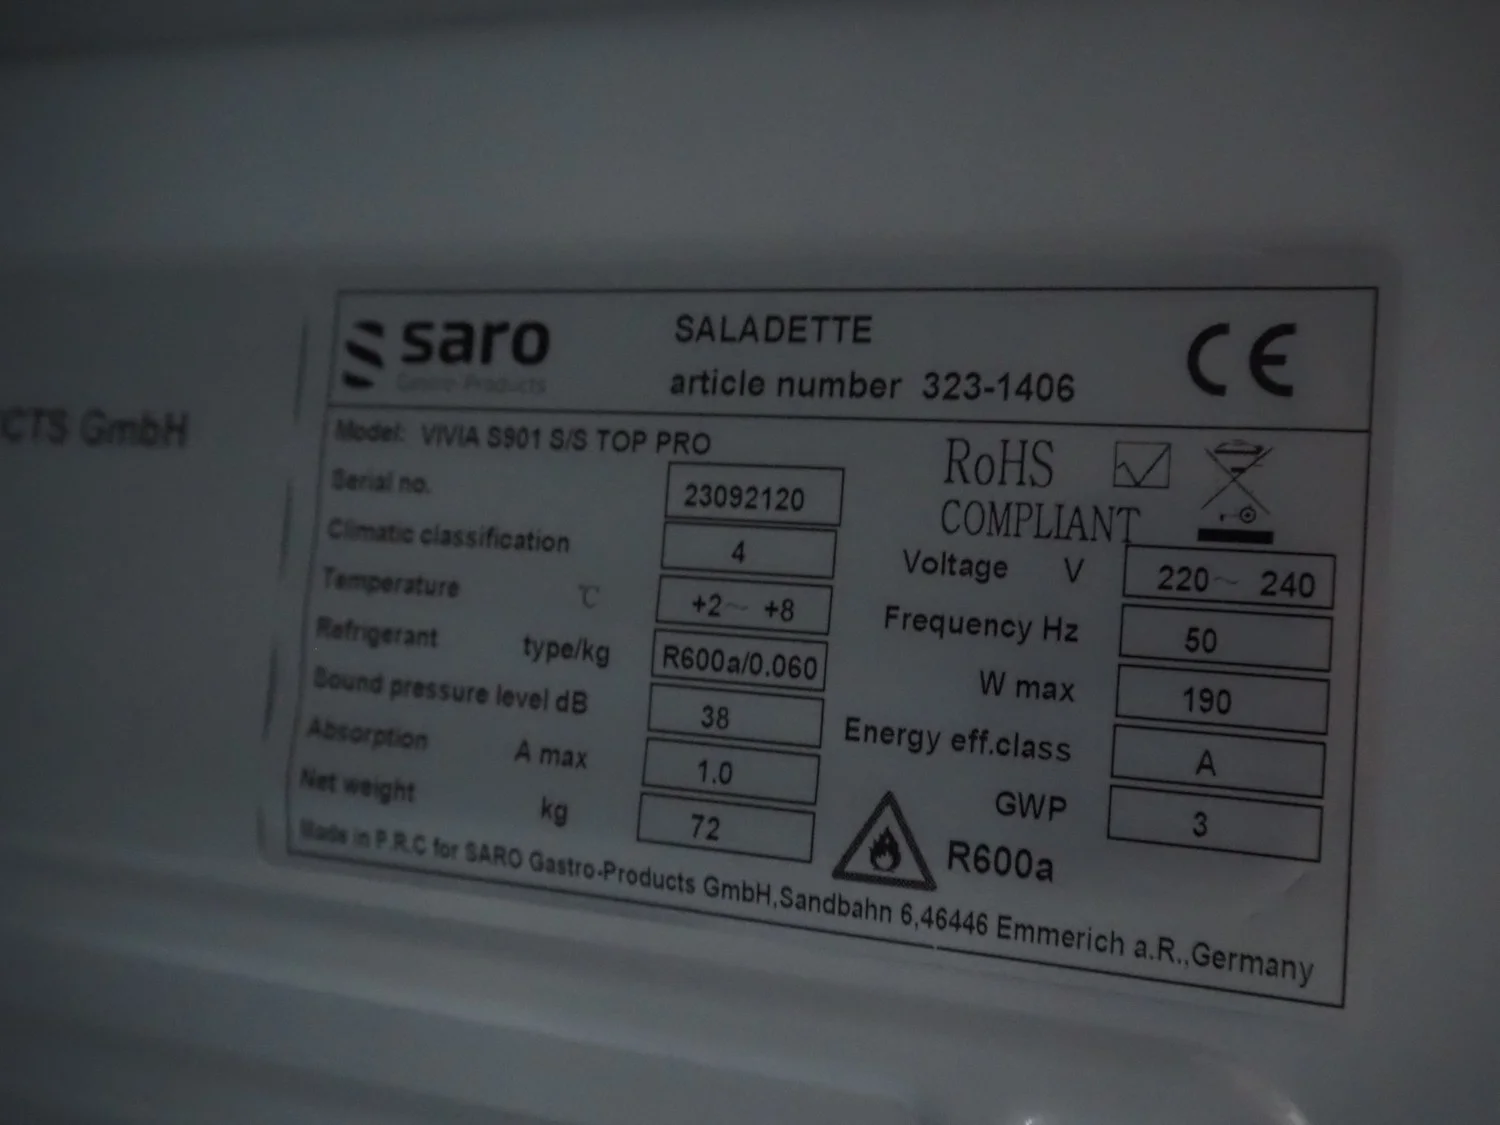 saro
Gastro-Products
SALADETTE
article number 323-1406
CE
CTS GmbH
Model: VIVIA S901 S/S TOP PRO
Serial no. 23092120
Climatic classification 4
Temperature ℃ +2~ +8
Refrigerant type/kg R600a/0.060
Sound pressure level dB 38
Absorption A max 1.0
Net weight kg 72
RoHS
COMPLIANT
Voltage V 220~ 240
Frequency Hz 50
W max 190
Energy eff.class A
GWP 3
R600a
Made in P.R.C for SARO Gastro-Products GmbH,Sandbahn 6,46446 Emmerich a.R.,Germany